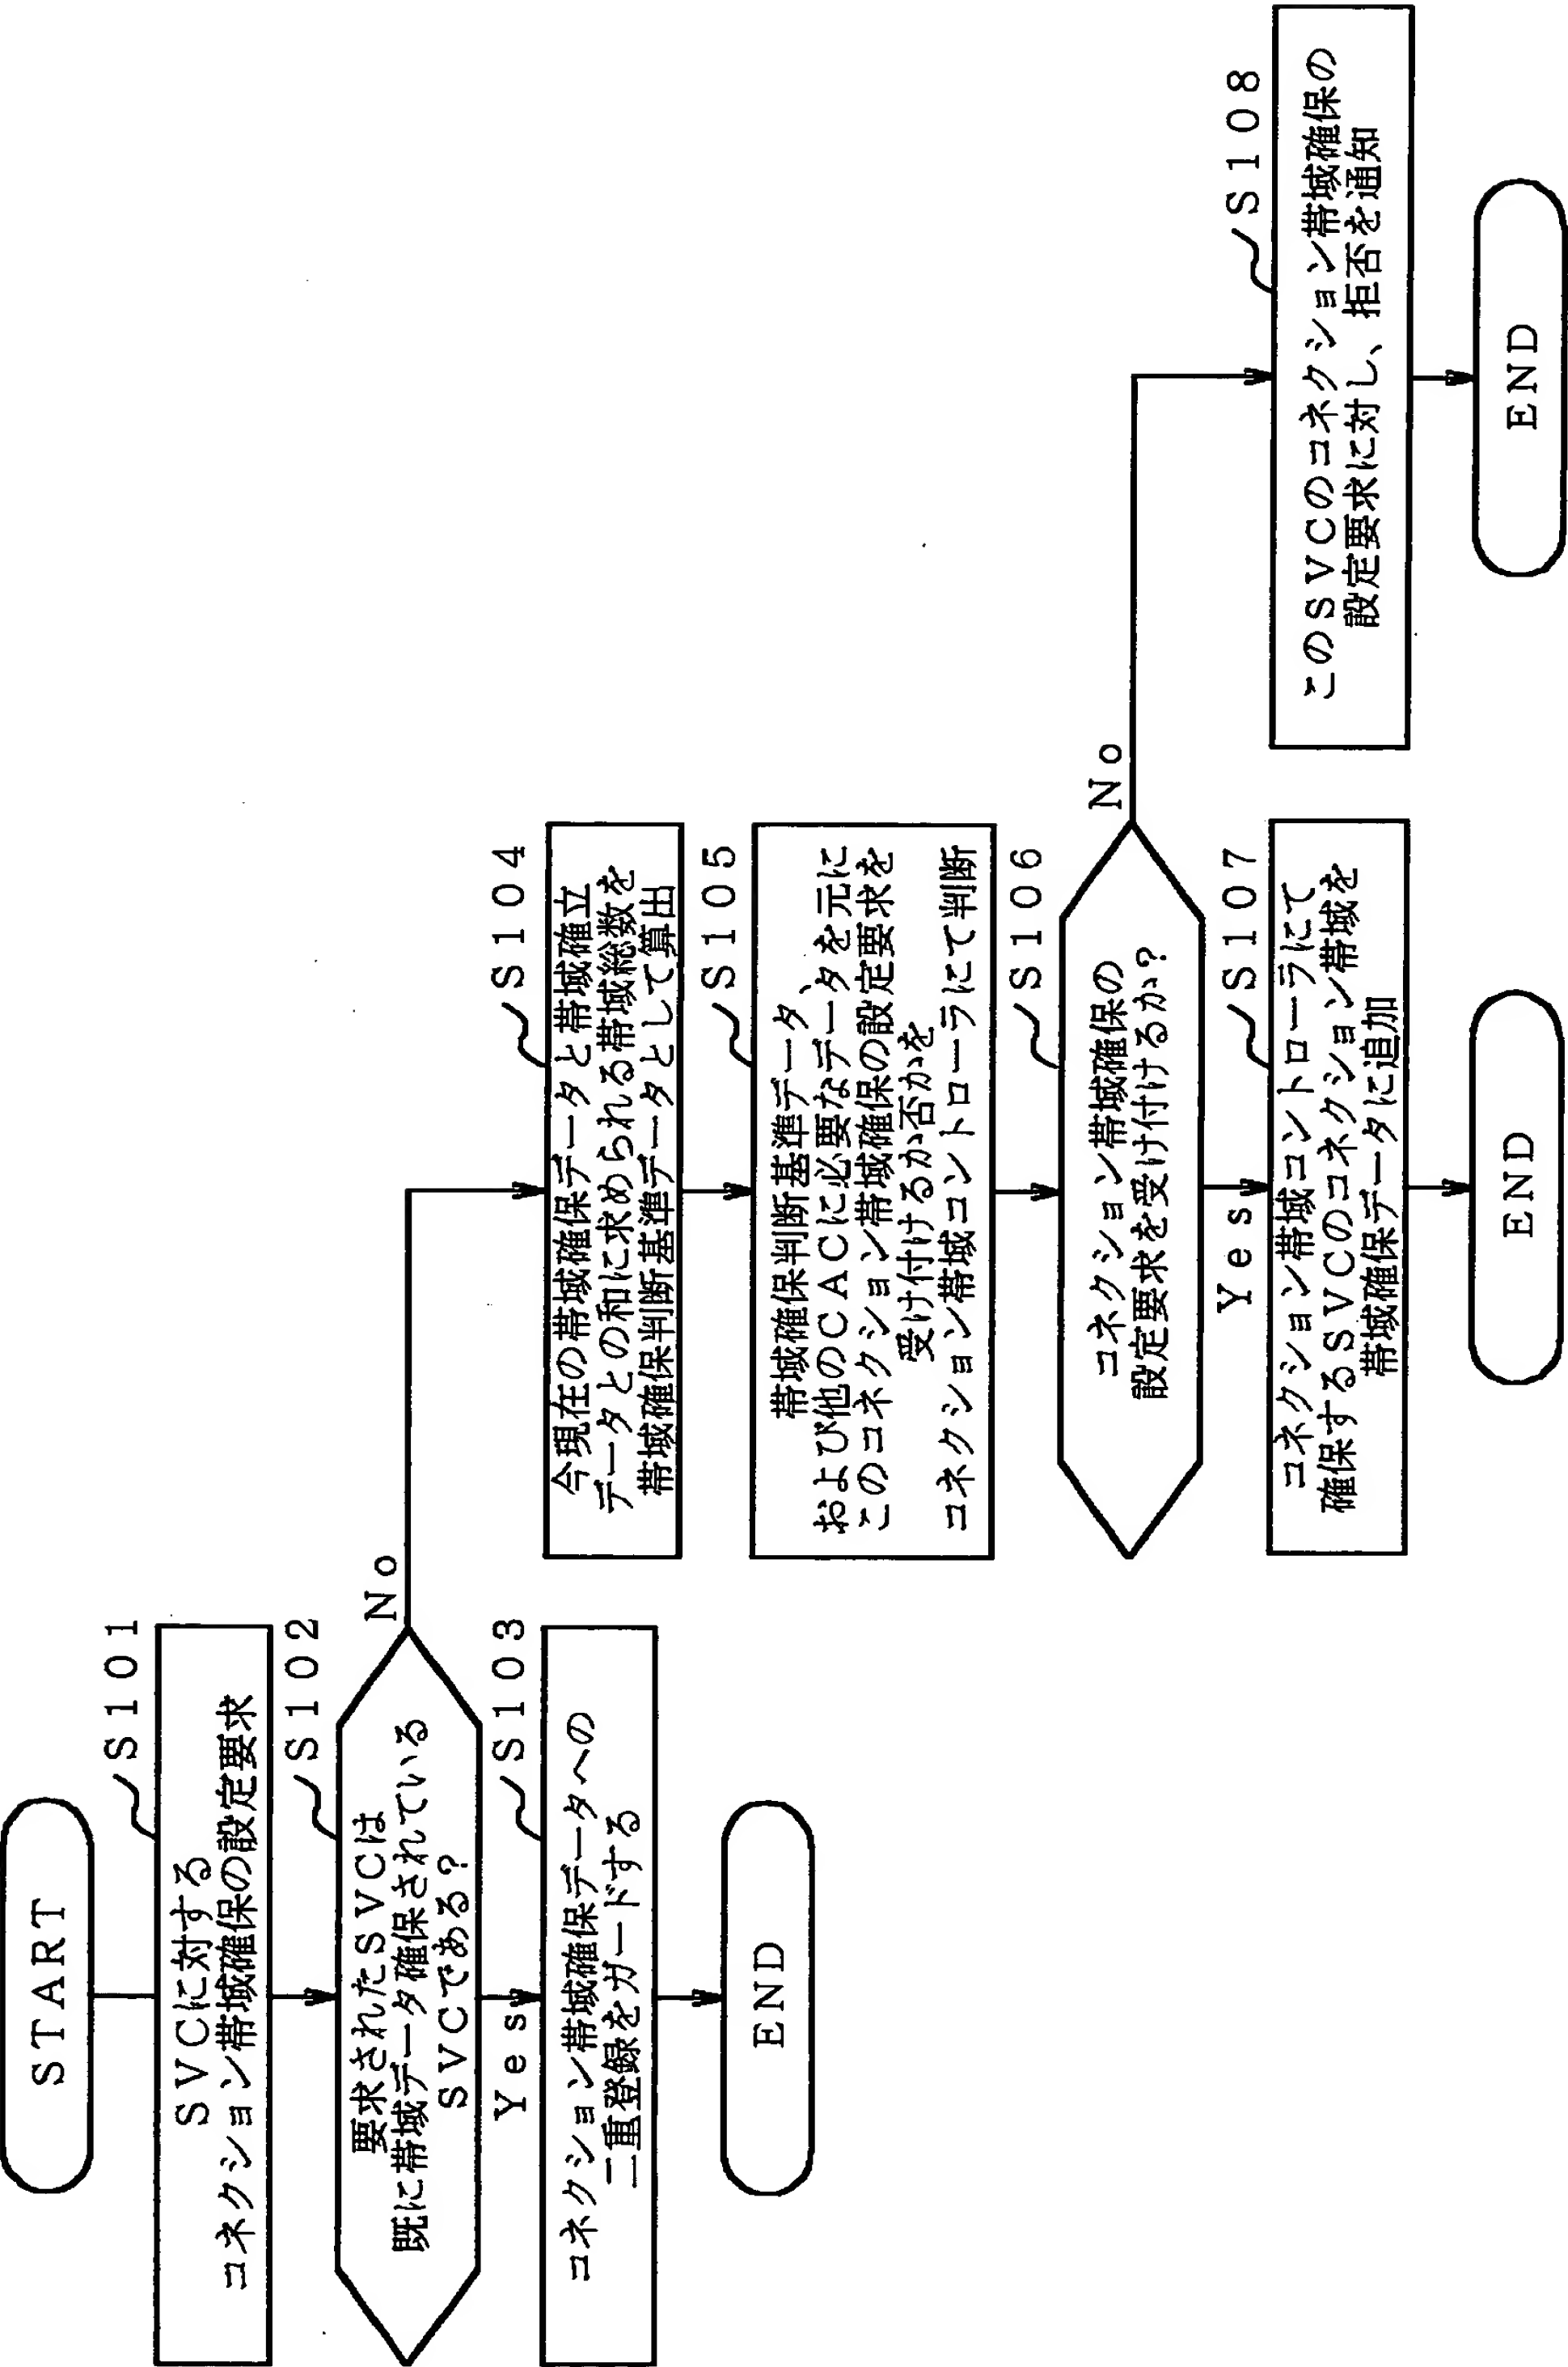 START
S101
SVCに対する
コネクション帯域確保の設定要求
S102
要求されたSVCは
既に帯域データ確保されている
SVCである?
No
Yes
S103
コネクション帯域確保データへの
二重登録をガードする
END
S104
今現在の帯域確保データと帯域確立
データとの和に求められる帯域総数を
帯域確保判断基準データとして算出
S105
帯域確保判断基準データ、
および他のCACに必要なデータを元に
このコネクション帯域確保の設定要求を
受け付けるか否かを
コネクション帯域コントローラにて判断
S106
コネクション帯域確保の
設定要求を受け付けるか?
No
Yes
S107
コネクション帯域コントローラにて
確保するSVCのコネクション帯域を
帯域確保データに追加
END
S108
このSVCのコネクション帯域確保の
設定要求に対し、拒否を通知
END